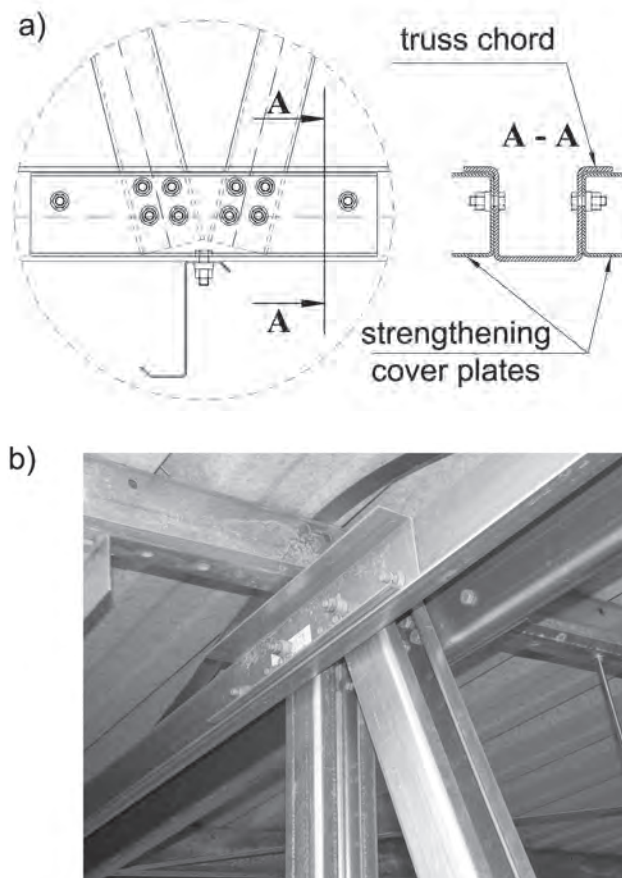 a)
truss chord
A
A - A
A
strengthening
cover plates
b)